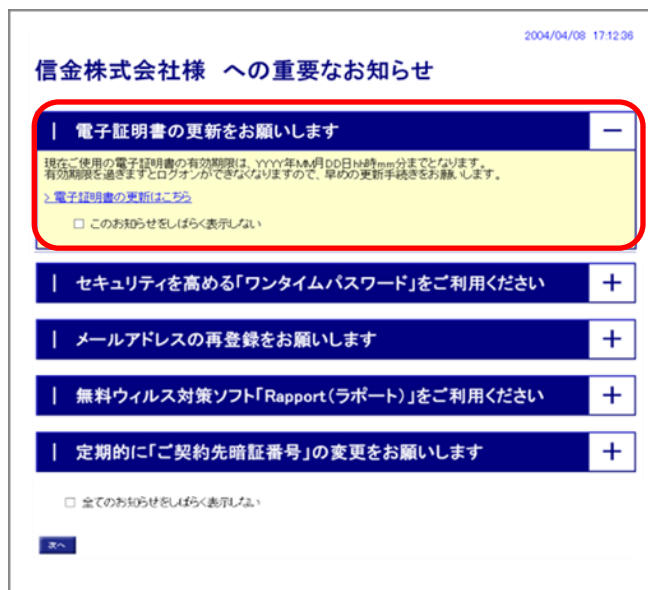 2004/04/08 17:12:36
信金株式会社様 への重要なお知らせ
| 電子証明書の更新をお願いします −
現在ご使用の電子証明書の有効期限は、YYYY年MM月DD日hh時mm分までとなります。
有効期限を過ぎますとログオンができなくなりますので、早めの更新手続きをお願いします。
> 電子証明書の更新はこちら
□ このお知らせをしばらく表示しない
| セキュリティを高める「ワンタイムパスワード」をご利用ください +
| メールアドレスの再登録をお願いします +
| 無料ウィルス対策ソフト「Rapport(ラポート)」をご利用ください +
| 定期的に「ご契約先暗証番号」の変更をお願いします +
□ 全てのお知らせをしばらく表示しない
次へ